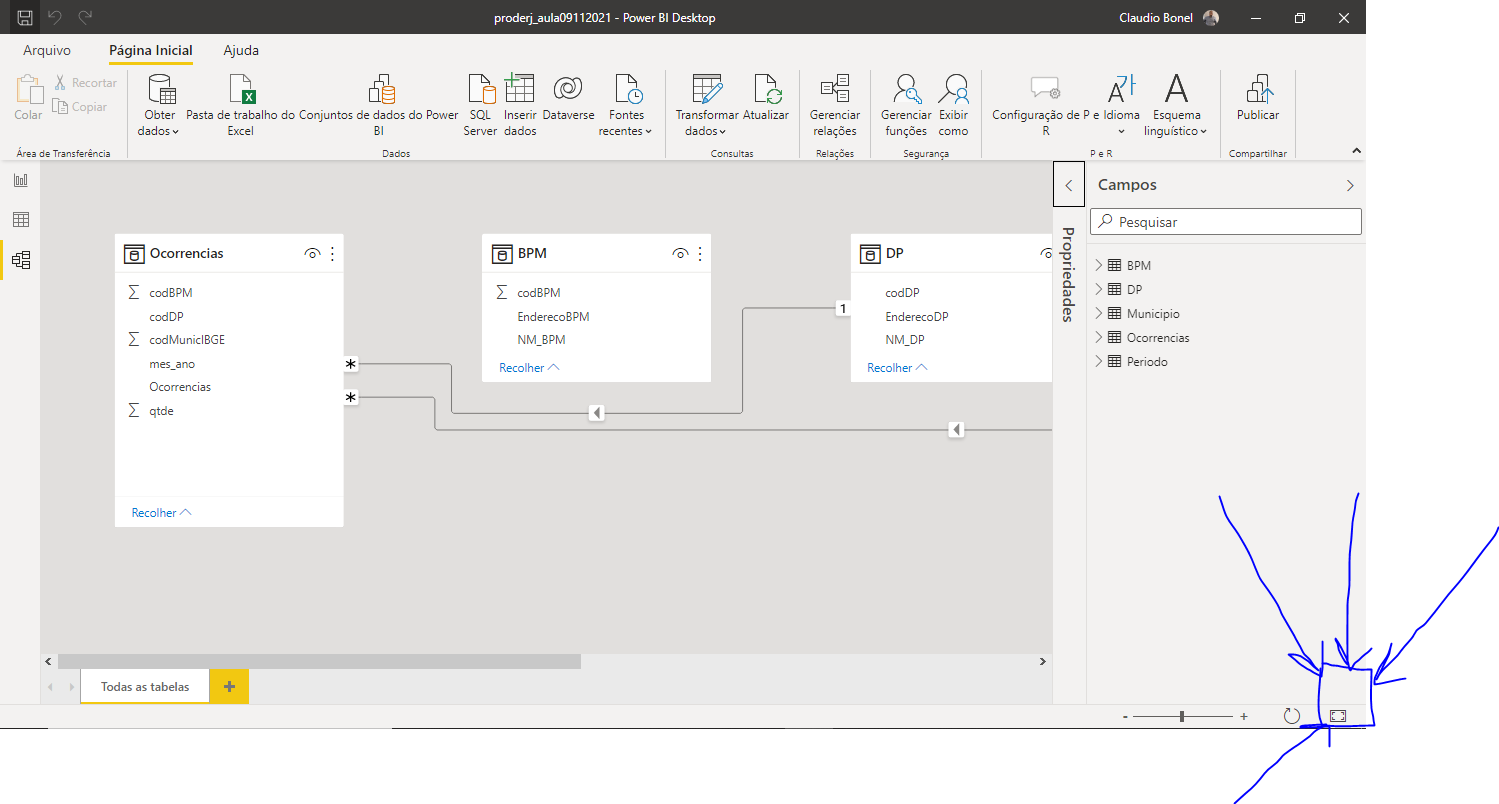 proderj_aula09112021 - Power BI Desktop
Claudio Bonel
Arquivo
Página Inicial
Ajuda
Colar
Recortar
Copiar
Área de Transferência
Obter dados
Pasta de trabalho do Excel
Conjuntos de dados do Power BI
SQL Server
Inserir dados
Dataverse
Fontes recentes
Dados
Transformar dados
Atualizar
Consultas
Gerenciar relações
Relações
Gerenciar funções
Exibir como
Segurança
Configuração de P e R
Idioma
Esquema linguístico
P e R
Publicar
Compartilhar
Ocorrencias
codBPM
codDP
codMunicIBGE
mes_ano
Ocorrencias
qtde
Recolher
*
*
BPM
codBPM
EnderecoBPM
NM_BPM
Recolher
1
DP
codDP
EnderecoDP
NM_DP
Recolher
Propriedades
Campos
Pesquisar
BPM
DP
Municipio
Ocorrencias
Periodo
Todas as tabelas
+
- +